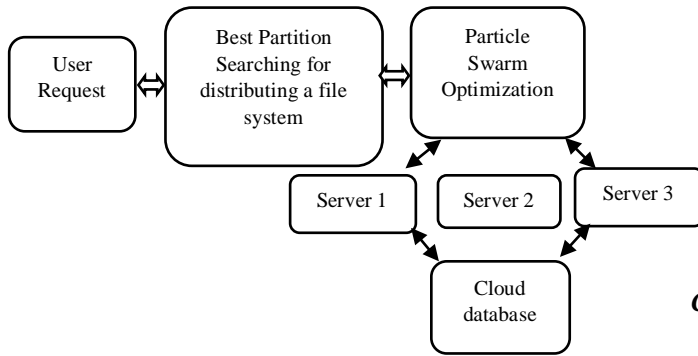 User
Request
Best Partition
Searching for
distributing a file
system
Particle
Swarm
Optimization
Server 1
Server 2
Server 3
Cloud
database